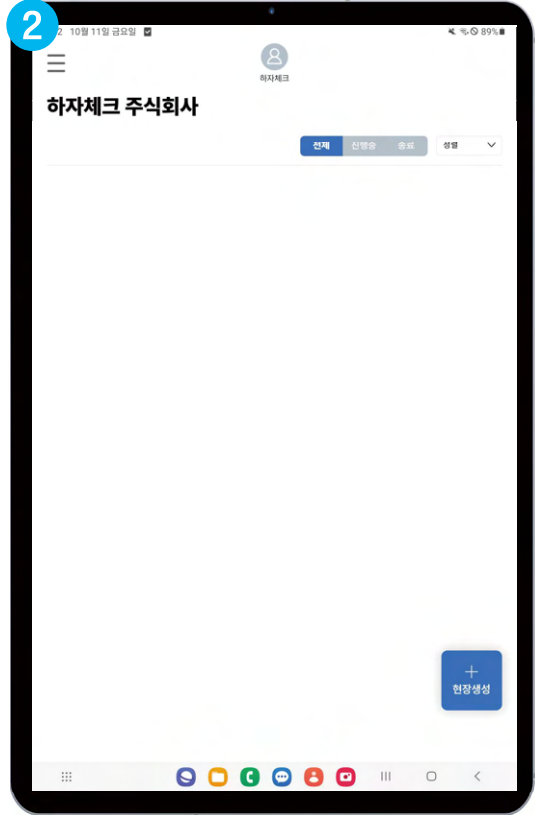 2
2 10월 11일 금요일
89%
하자체크
하자체크 주식회사
전체 진행중 종료 정렬
현장생성